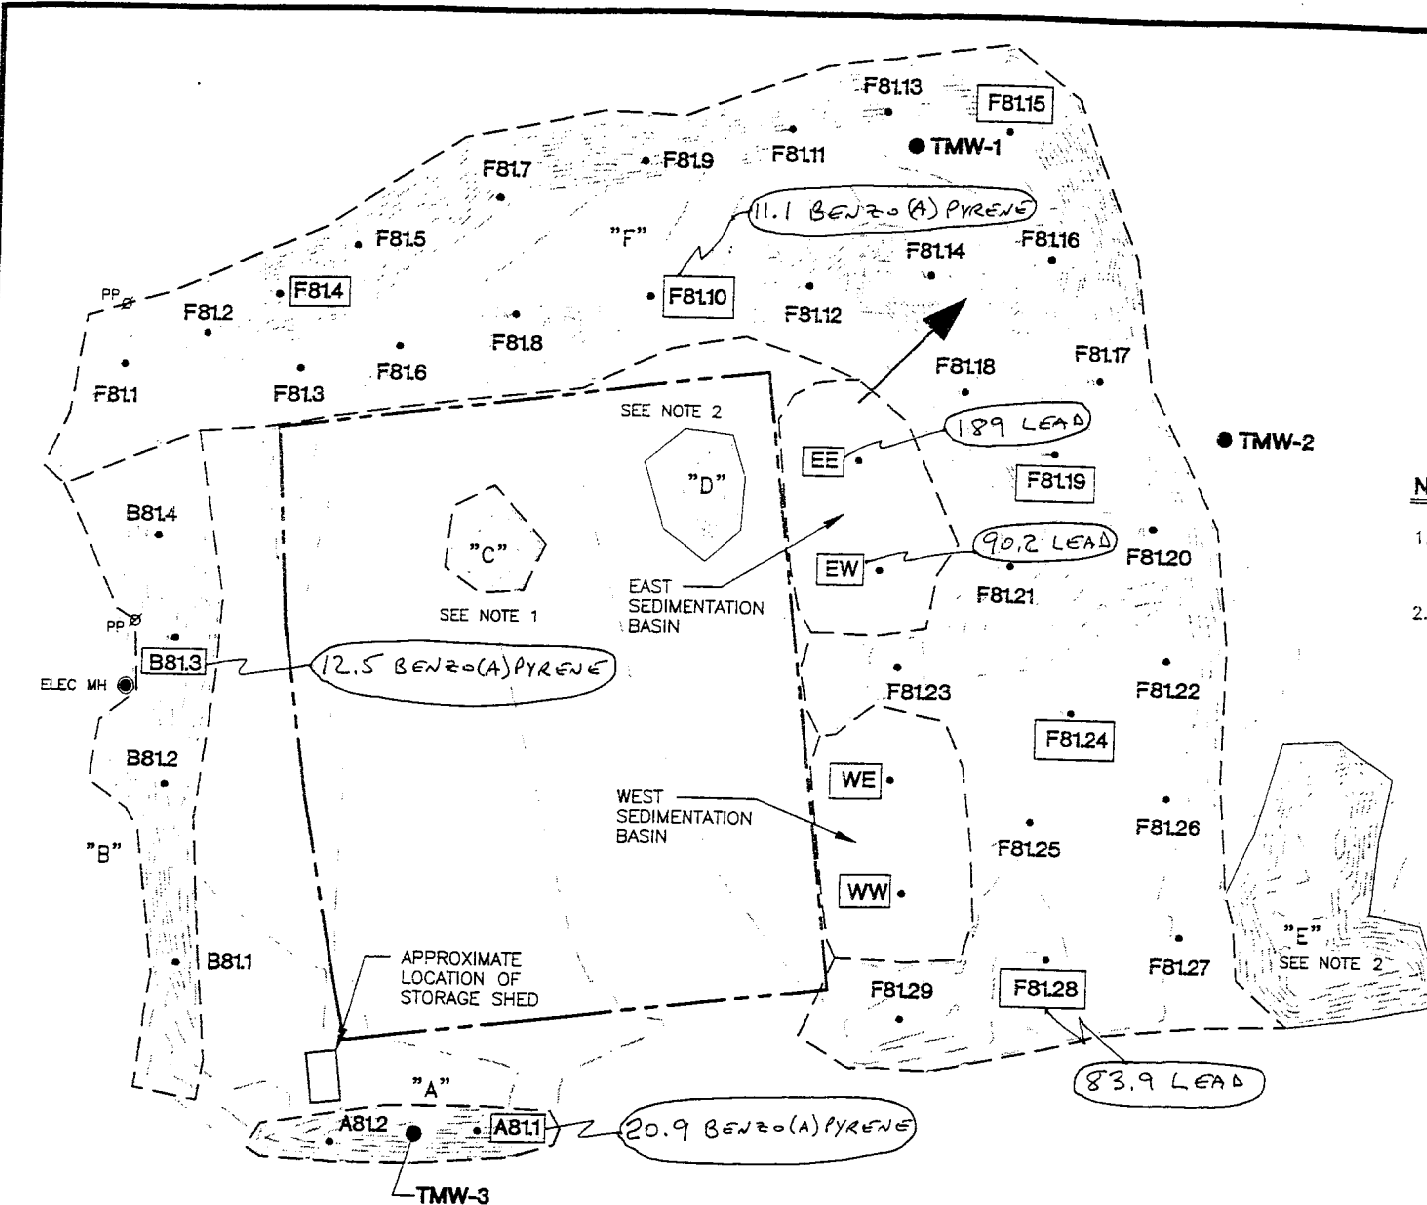 F81.13
F81.15
TMW-1
F81.11
F81.9
F81.7
11.1 BENZO(A) PYRENE
"F"
F81.5
F81.14
F81.16
PP
F81.4
F81.10
F81.2
F81.12
F81.8
F81.6
F81.1
F81.3
F81.18
F81.17
SEE NOTE 2
189 LEAD
TMW-2
EE
"D"
F81.19
N
B81.4
"C"
90.2 LEAD
1.
F81.20
EW
EAST
SEDIMENTATION
BASIN
F81.21
SEE NOTE 1
2.
PP
B81.3
12.5 BENZO(A)PYRENE
ELEC MH
F81.23
F81.22
F81.24
B81.2
WE
WEST
SEDIMENTATION
BASIN
F81.26
"B"
F81.25
WW
"E"
SEE NOTE 2
B81.1
APPROXIMATE
LOCATION OF
STORAGE SHED
F81.27
F81.29
F81.28
"A"
83.9 LEAD
A81.2
A81.1
20.9 BENZO(A)PYRENE
TMW-3